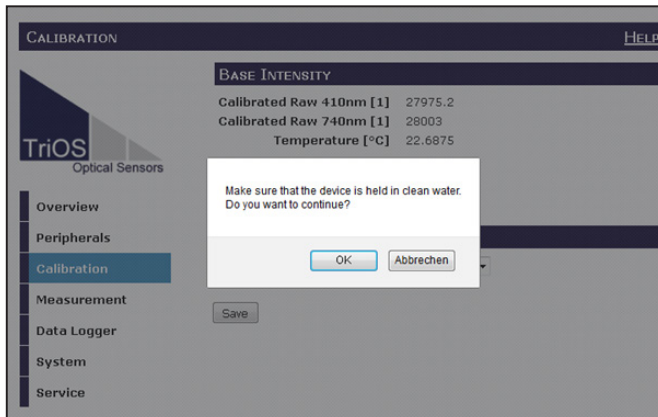 CALIBRATION
HELP
TriOS
Optical Sensors
Overview
Peripherals
Calibration
Measurement
Data Logger
System
Service
BASE INTENSITY
Calibrated Raw 410nm [1] 27975.2
Calibrated Raw 740nm [1] 28003
Temperature [°C] 22.6875
Make sure that the device is held in clean water.
Do you want to continue?
OK
Abbrechen
Save